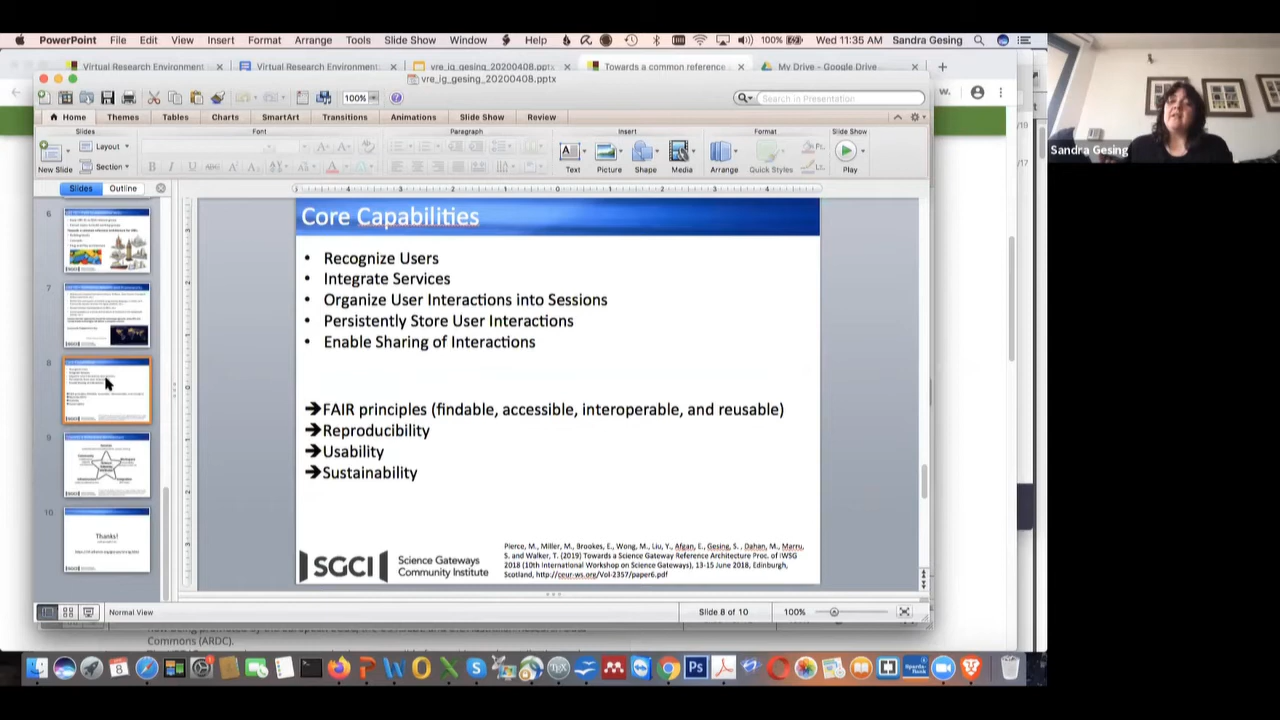 PowerPoint File Edit View Insert Format Arrange Tools Slide Show Window Help 100% Wed 11:35 AM Sandra Gesing
Virtual Research Environment
Virtual Research Environment
vre_ig_gesing_20200408.pptx
Towards a common reference
My Drive - Google Drive
vre_ig_gesing_20200408.pptx
100%
Search in Presentation
Home Themes Tables Charts SmartArt Transitions Animations Slide Show Review
Slides Font Paragraph Insert Format Slide Show
New Slide Layout Section Text Picture Shape Media Arrange Quick Styles Play
Slides Outline
6
7
8
9
10
Thanks!
Core Capabilities
• Recognize Users
• Integrate Services
• Organize User Interactions into Sessions
• Persistently Store User Interactions
• Enable Sharing of Interactions
➔FAIR principles (findable, accessible, interoperable, and reusable)
➔Reproducibility
➔Usability
➔Sustainability
SGCI
Science Gateways
Community Institute
Pierce, M., Miller, M., Brookes, E., Wong, M., Liu, Y., Afgan, E., Gesing, S. , Dahan, M., Marru,
S. and Walker, T. (2019) Towards a Science Gateway Reference Architecture Proc. of IWSG
2018 (10th International Workshop on Science Gateways), 13-15 June 2018, Edinburgh,
Scotland, http://ceur-ws.org/Vol-2357/paper6.pdf
Normal View Slide 8 of 10 100%
Commons (ARDC).
Sandra Gesing